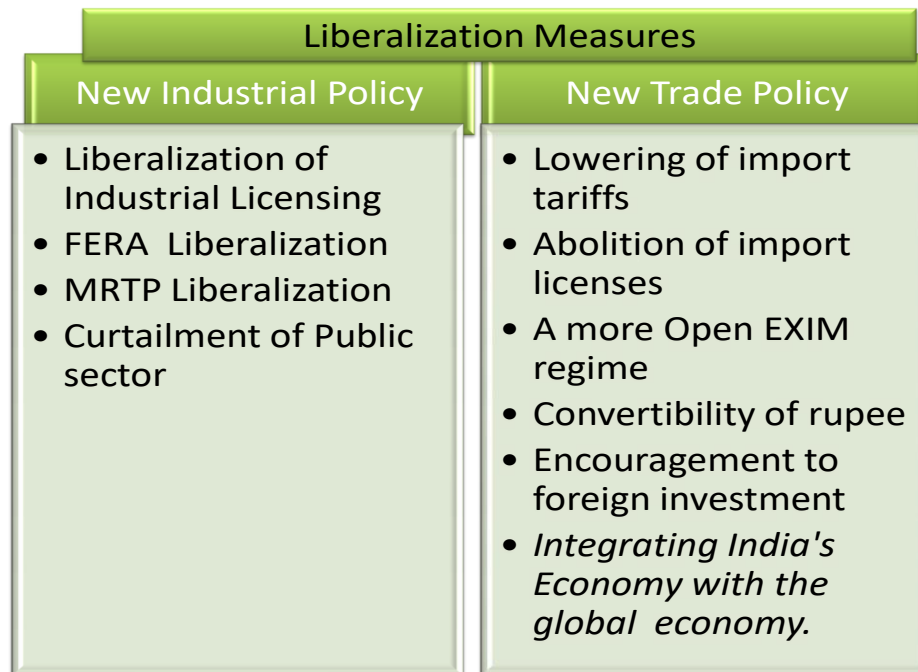 Liberalization Measures
New Industrial Policy
• Liberalization of
Industrial Licensing
• FERA Liberalization
• MRTP Liberalization
• Curtailment of Public
sector
New Trade Policy
• Lowering of import
tariffs
• Abolition of import
licenses
• A more Open EXIM
regime
• Convertibility of rupee
• Encouragement to
foreign investment
• Integrating India's
Economy with the
global economy.